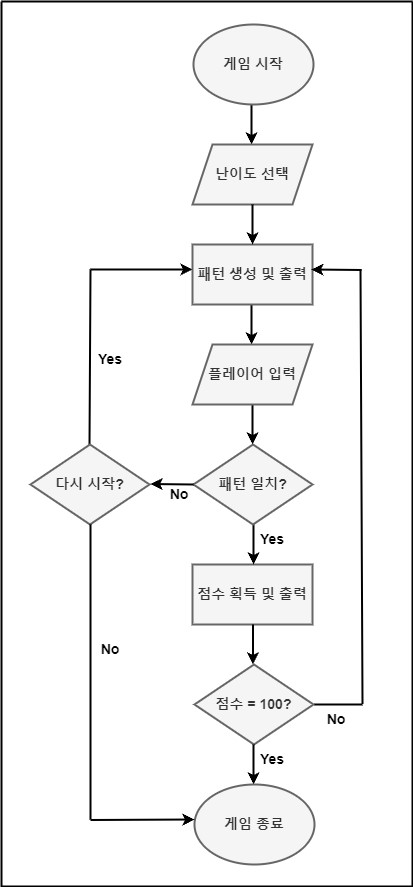 게임 시작
난이도 선택
패턴 생성 및 출력
Yes
플레이어 입력
다시 시작?
No
패턴 일치?
Yes
점수 획득 및 출력
No
점수 = 100?
No
Yes
게임 종료